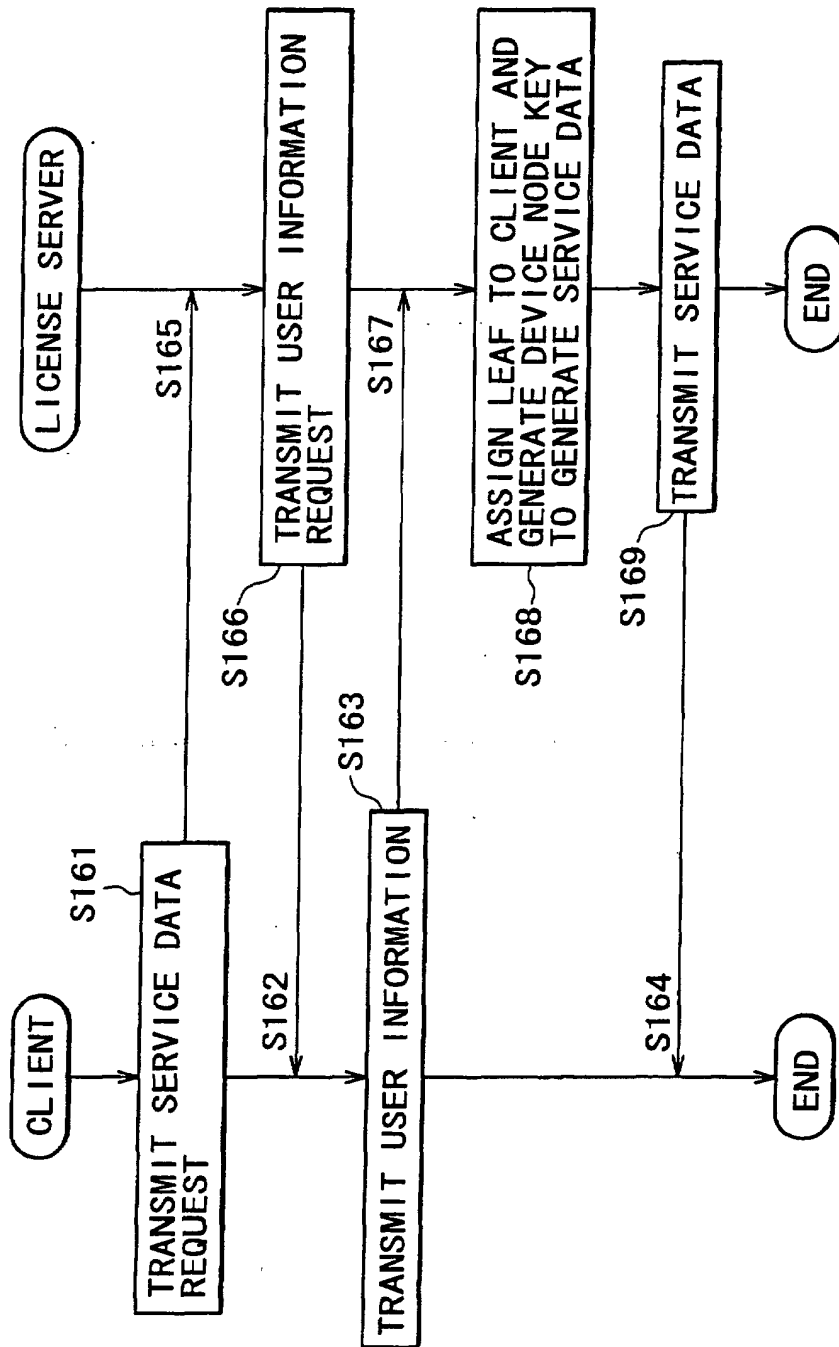 CLIENT
S161
TRANSMIT SERVICE DATA
REQUEST
S162
S163
TRANSMIT USER INFORMATION
S164
END
LICENSE SERVER
S165
S166
TRANSMIT USER INFORMATION
REQUEST
S167
S168
ASSIGN LEAF TO CLIENT AND
GENERATE DEVICE NODE KEY
TO GENERATE SERVICE DATA
S169
TRANSMIT SERVICE DATA
END